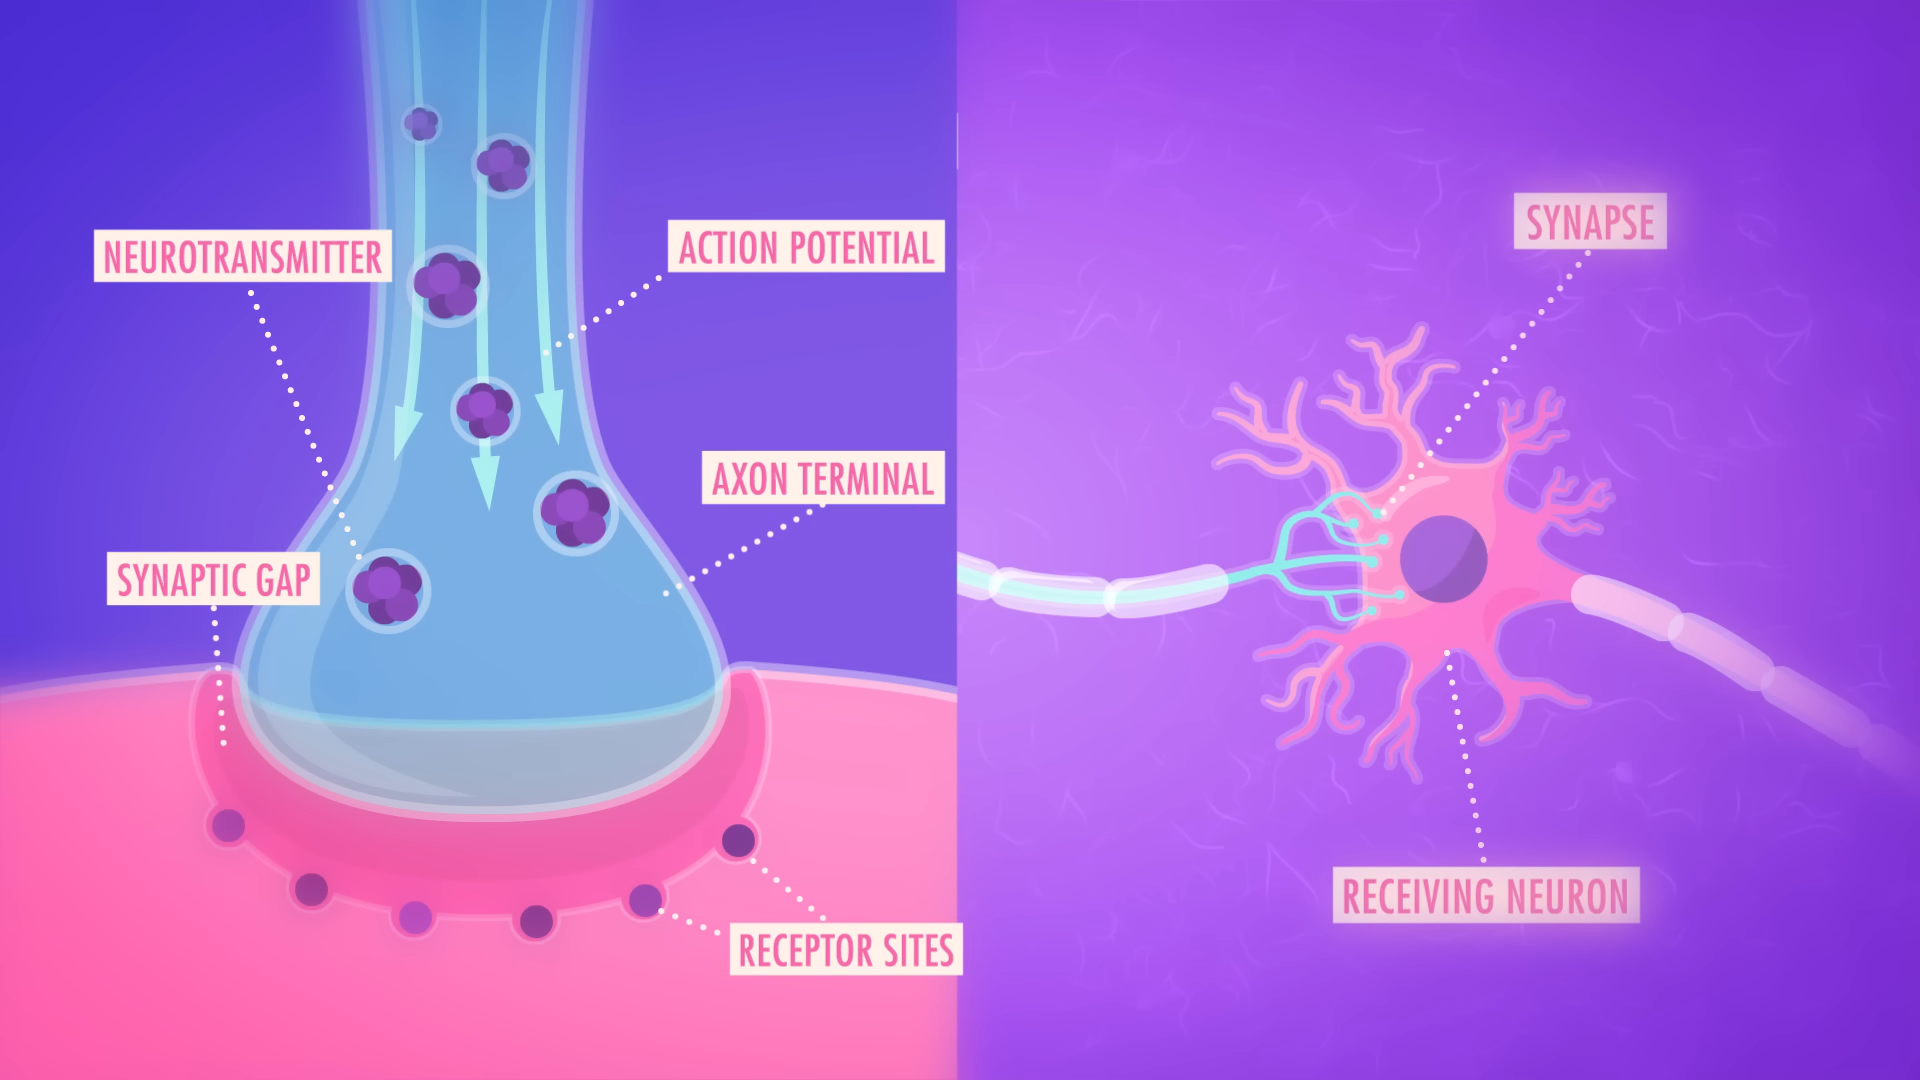 NEUROTRANSMITTER
ACTION POTENTIAL
AXON TERMINAL
SYNAPTIC GAP
RECEPTOR SITES
SYNAPSE
RECEIVING NEURON